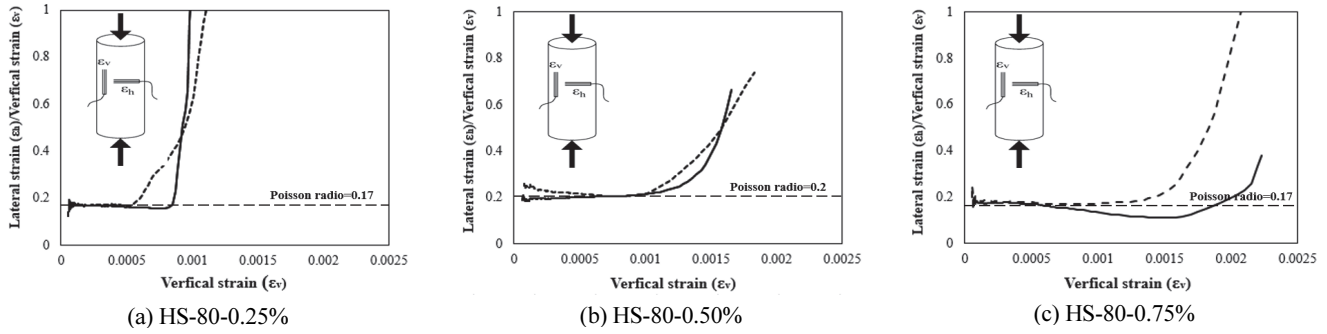 Lateral strain (εh)/Verfical strain (εv)
1
0.8
0.6
0.4
0.2
0
εv
εh
Poisson radio=0.17
0 0.0005 0.001 0.0015 0.002 0.0025
Verfical strain (εv)
(a) HS-80-0.25%
Lateral strain (εh)/Verfical strain (εv)
1
0.8
0.6
0.4
0.2
0
εv
εh
Poisson radio=0.2
0 0.0005 0.001 0.0015 0.002 0.0025
Verfical strain (εv)
(b) HS-80-0.50%
Lateral strain (εh)/Verfical strain (εv)
1
0.8
0.6
0.4
0.2
0
εv
εh
Poisson radio=0.17
0 0.0005 0.001 0.0015 0.002 0.0025
Verfical strain (εv)
(c) HS-80-0.75%